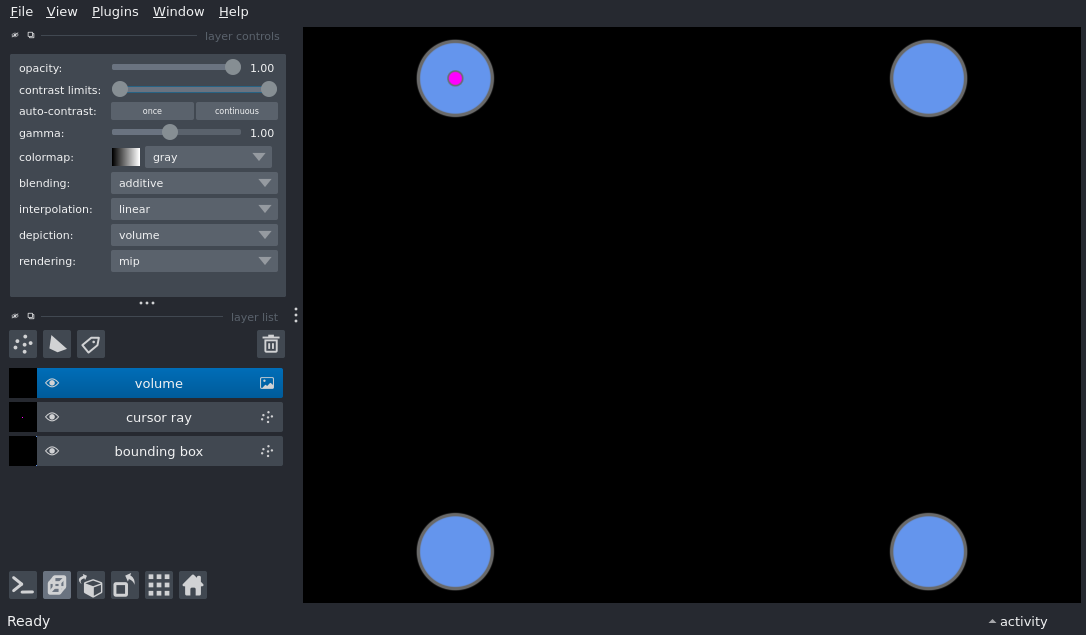 File View Plugins Window Help
layer controls
opacity: 1.00
contrast limits:
auto-contrast: once continuous
gamma: 1.00
colormap: gray
blending: additive
interpolation: linear
depiction: volume
rendering: mip
layer list
volume
cursor ray
bounding box
Ready
activity